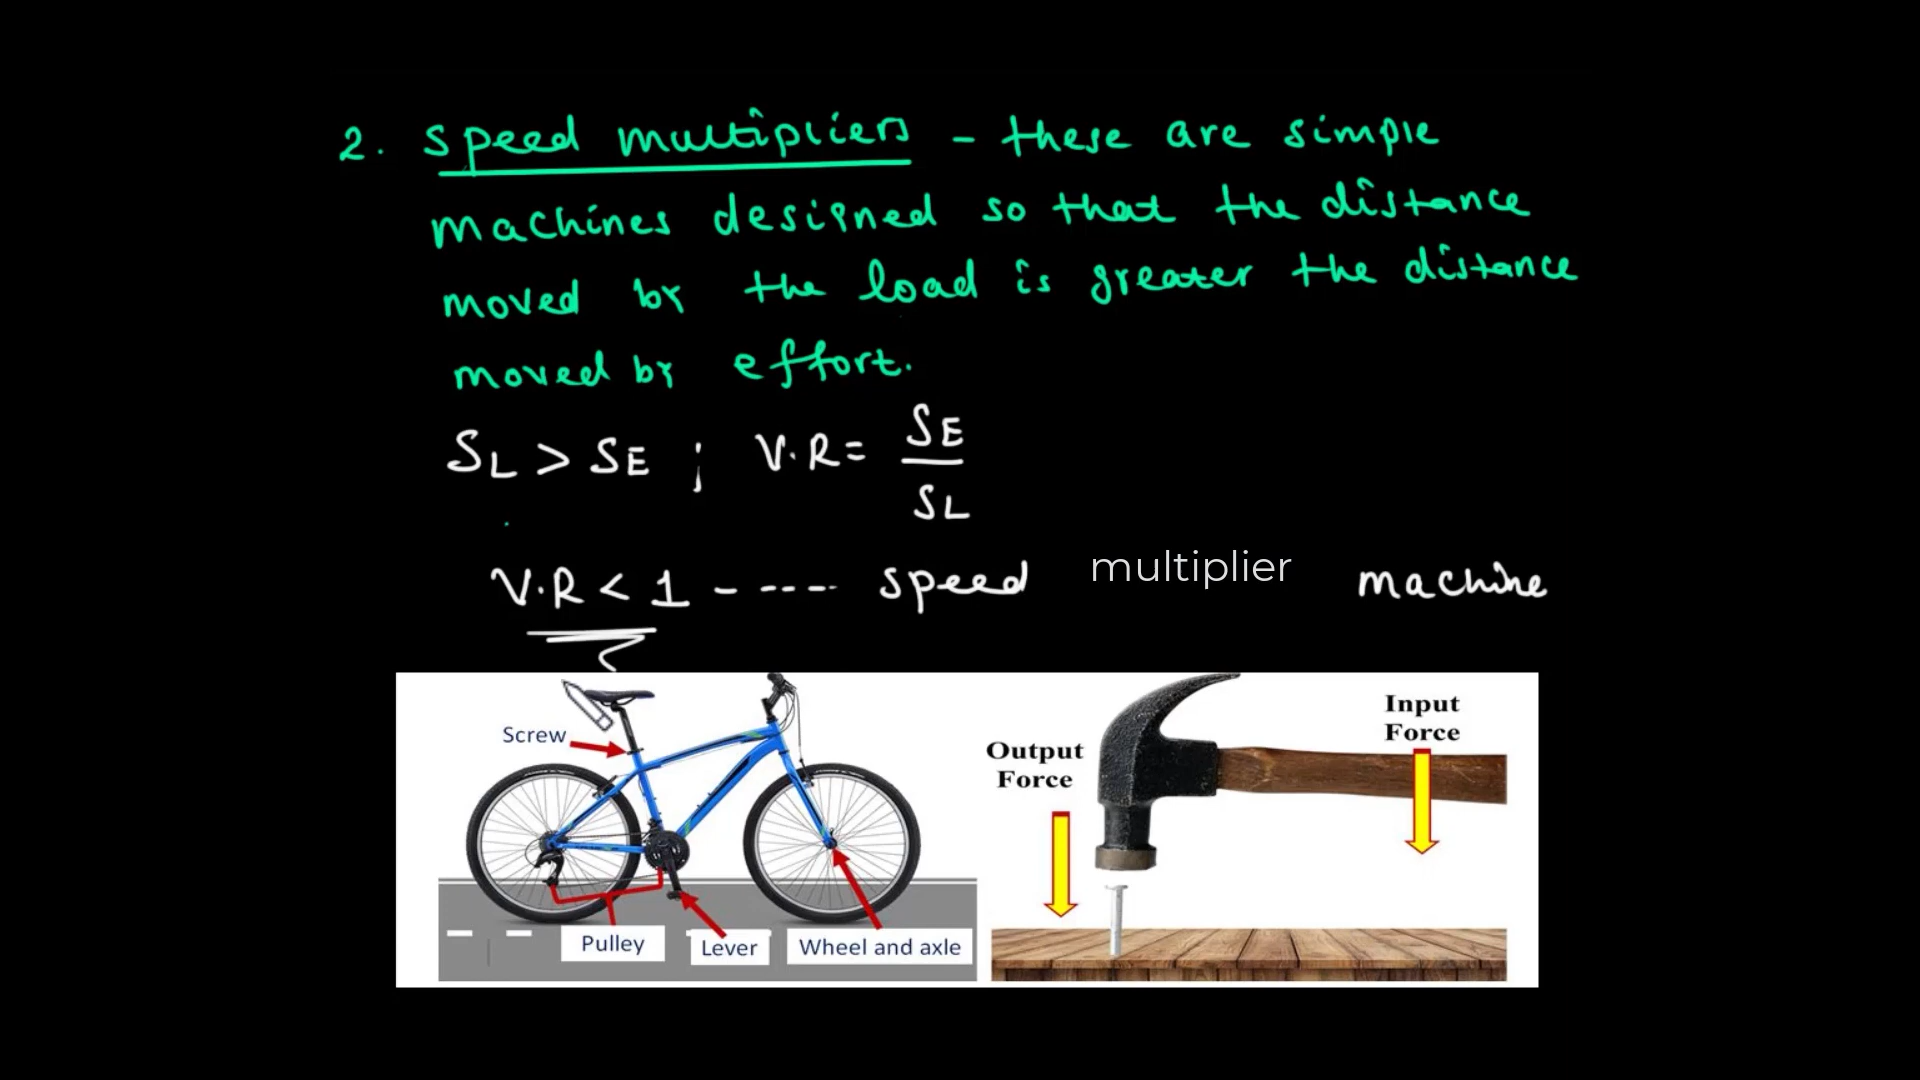 2. Speed multipliers - these are simple
machines designed so that the distance
moved by the load is greater the distance
moved by effort.
SL > SE ; V.R = SE
SL
V.R < 1 - ---- speed multiplier machine
Screw
Pulley
Lever
Wheel and axle
Output
Force
Input
Force